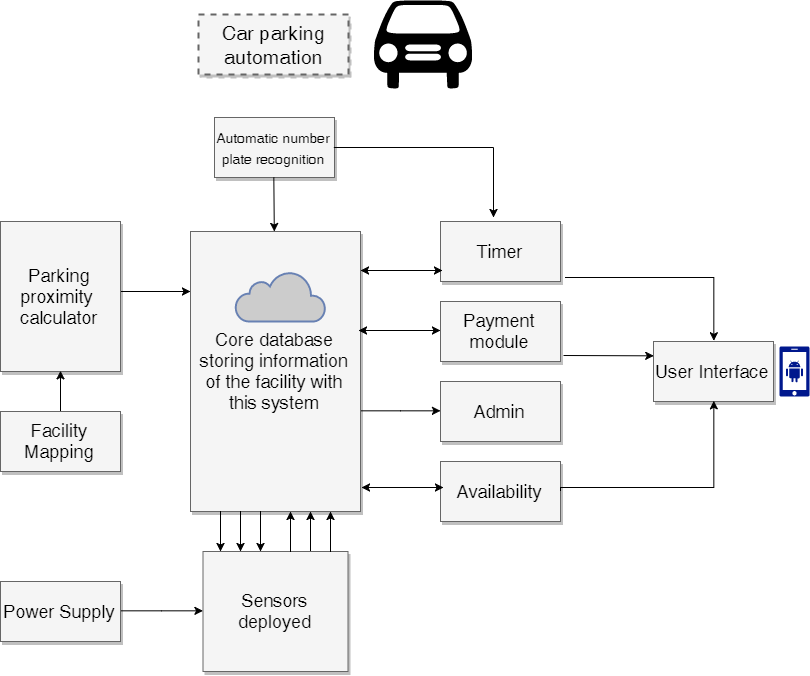 Car parking
automation
Automatic number
plate recognition
Parking
proximity
calculator
Core database
storing information
of the facility with
this system
Timer
Payment
module
User Interface
Admin
Facility
Mapping
Availability
Power Supply
Sensors
deployed